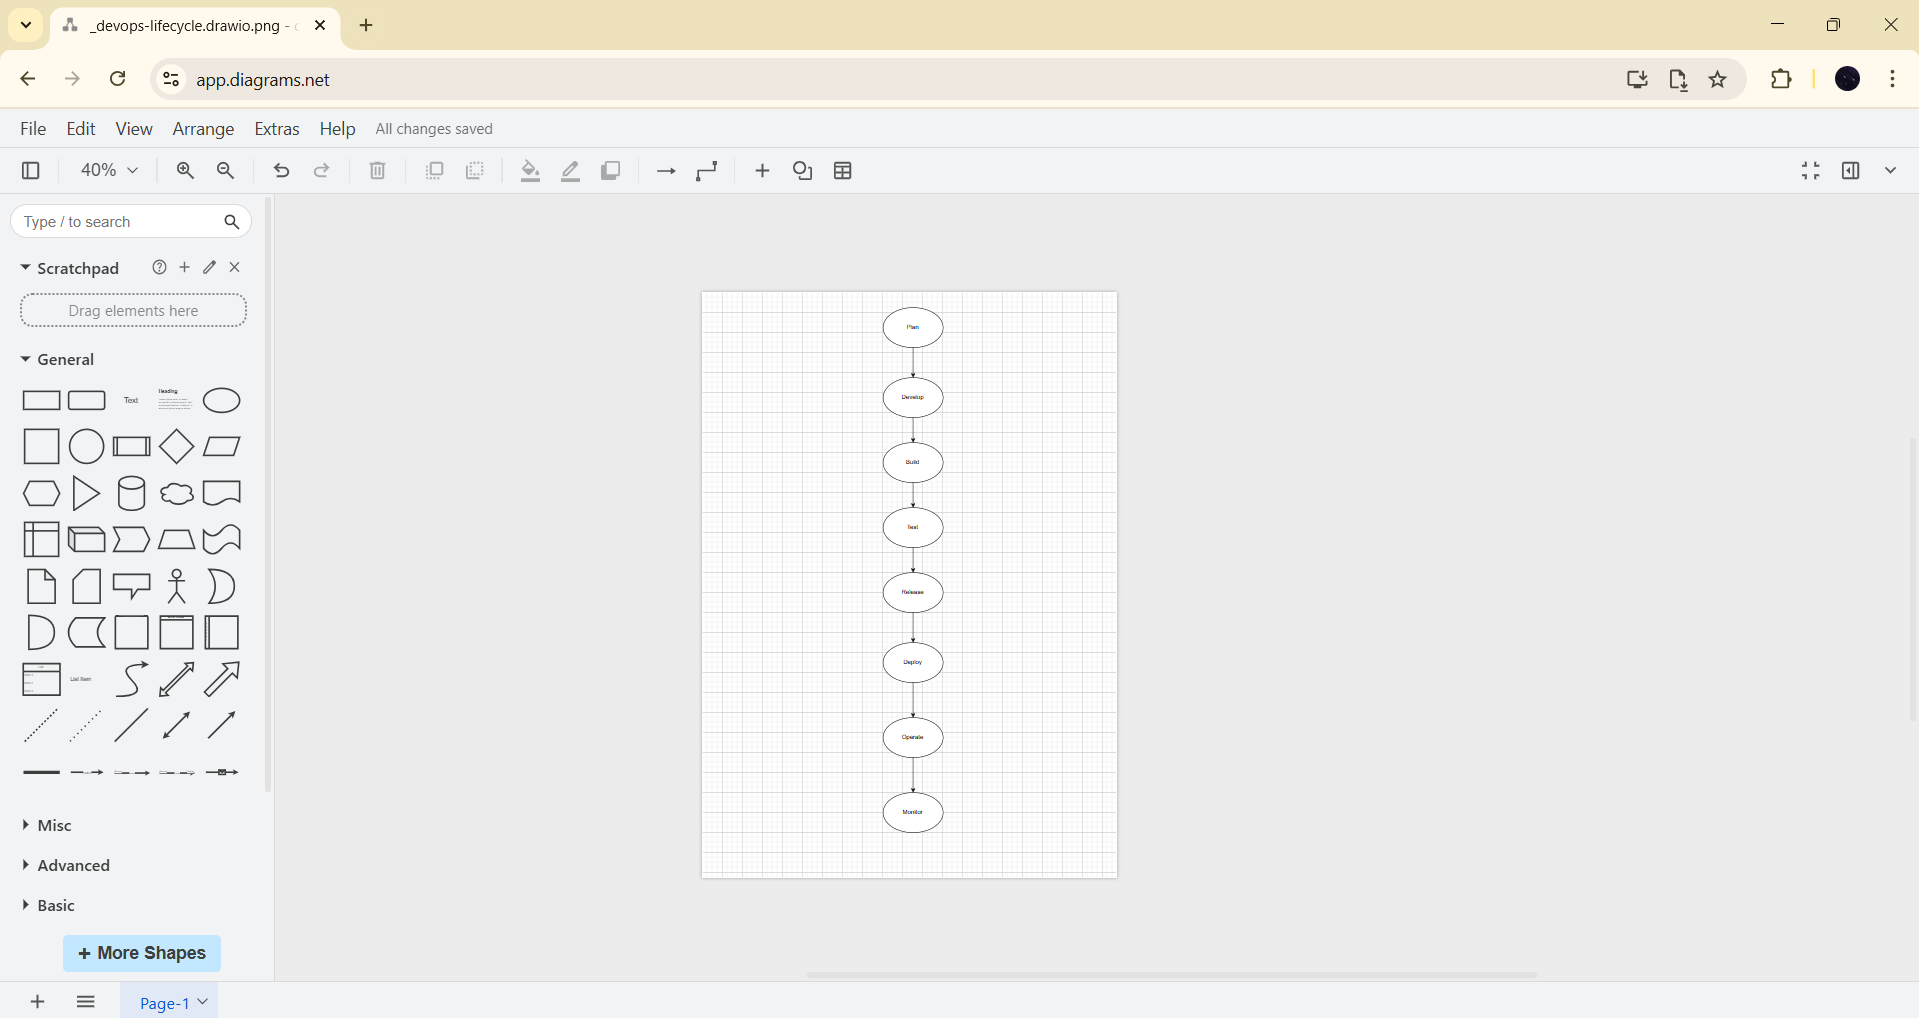 _devops-lifecycle.drawio.png -
app.diagrams.net
File Edit View Arrange Extras Help All changes saved
40%
Type / to search
Scratchpad
Drag elements here
General
Text
Heading
List Item
Misc
Advanced
Basic
+ More Shapes
Plan
Develop
Build
Test
Release
Deploy
Operate
Monitor
Page-1